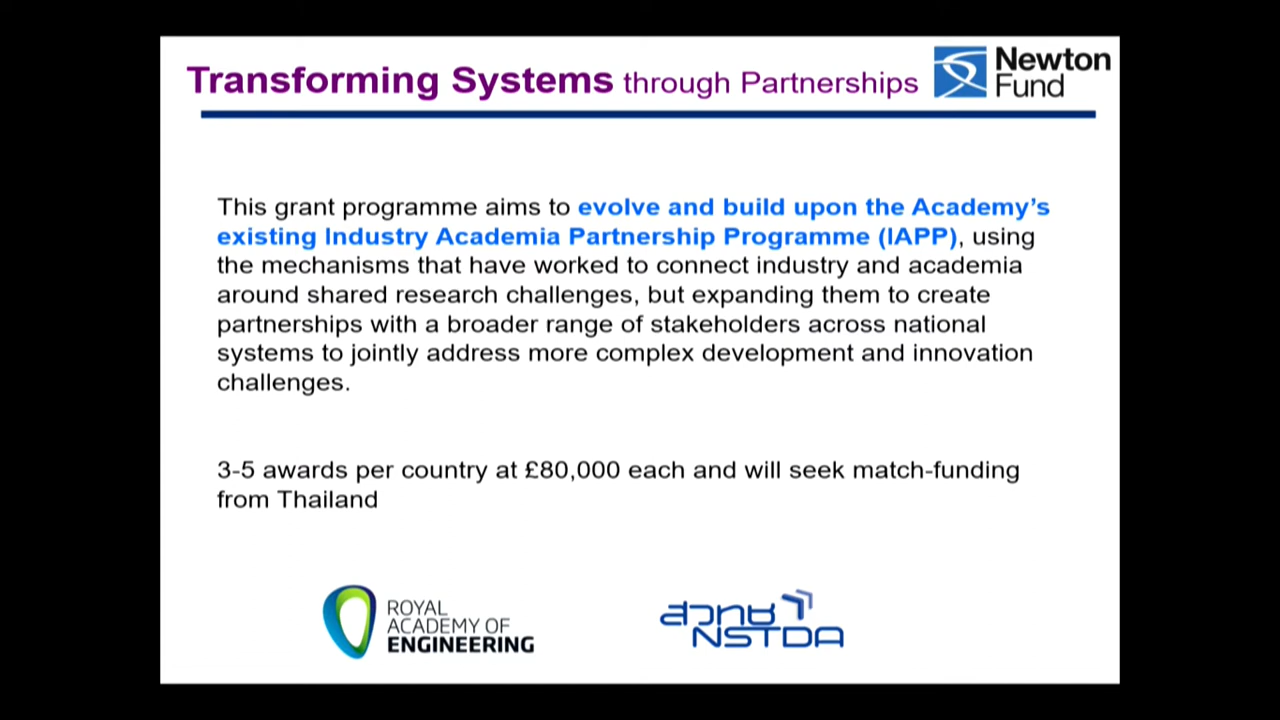 Transforming Systems through Partnerships
Newton
Fund
This grant programme aims to evolve and build upon the Academy’s
existing Industry Academia Partnership Programme (IAPP), using
the mechanisms that have worked to connect industry and academia
around shared research challenges, but expanding them to create
partnerships with a broader range of stakeholders across national
systems to jointly address more complex development and innovation
challenges.
3-5 awards per country at £80,000 each and will seek match-funding
from Thailand
ROYAL
ACADEMY OF
ENGINEERING
สวทช
NSTDA